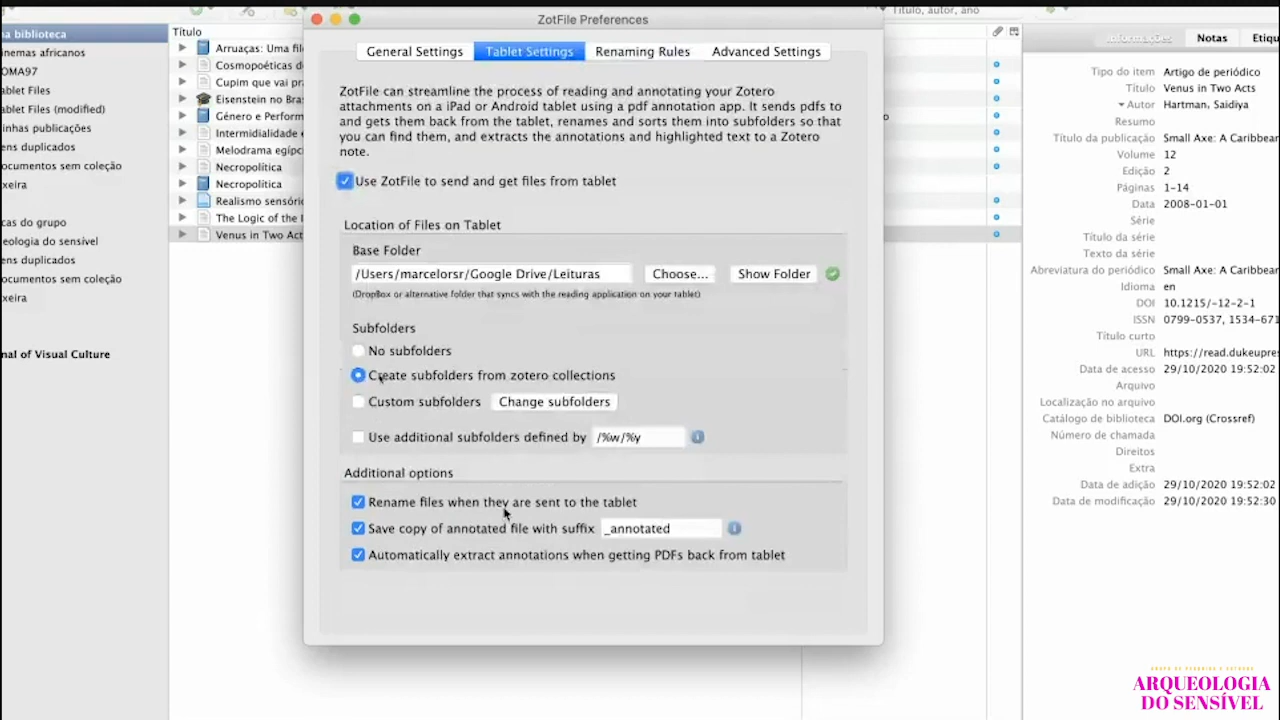 ZotFile Preferences
Título, autor, ano
General Settings
Tablet Settings
Renaming Rules
Advanced Settings
ZotFile can streamline the process of reading and annotating your Zotero
attachments on a iPad or Android tablet using a pdf annotation app. It sends pdfs to
and gets them back from the tablet, renames and sorts them into subfolders so that
you can find them, and extracts the annotations and highlighted text to a Zotero
note.
Use ZotFile to send and get files from tablet
Location of Files on Tablet
Base Folder
/Users/marcelorsr/Google Drive/Leituras
Choose...
Show Folder
(DropBox or alternative folder that syncs with the reading application on your tablet)
Subfolders
No subfolders
Create subfolders from zotero collections
Custom subfolders
Change subfolders
Use additional subfolders defined by
/%w/%y
Additional options
Rename files when they are sent to the tablet
Save copy of annotated file with suffix
_annotated
Automatically extract annotations when getting PDFs back from tablet
na biblioteca
inemas africanos
OMA97
ablet Files
ablet Files (modified)
inhas publicações
ens duplicados
ocumentos sem coleção
xeira
cas do grupo
ueologia do sensível
ens duplicados
ocumentos sem coleção
xeira
nal of Visual Culture
Título
Arruaças: Uma filo
Cosmopoéticas de
Cupim que vai pra
Eisenstein no Bras
Gênero e Perform
Intermidialidade e
Melodrama egípc
Necropolítica
Necropolítica
Realismo sensório
The Logic of the I
Venus in Two Acts
Informações
Notas
Etiqu
Tipo do item Artigo de periódico
Título Venus in Two Acts
Autor Hartman, Saidiya
Resumo
Título da publicação Small Axe: A Caribbean
Volume 12
Edição 2
Páginas 1-14
Data 2008-01-01
Série
Título da série
Texto da série
Abreviatura do periódico Small Axe: A Caribbean
Idioma en
DOI 10.1215/-12-2-1
ISSN 0799-0537, 1534-671
Título curto
URL https://read.dukeupres
Data de acesso 29/10/2020 19:52:02
Arquivo
Localização no arquivo
Catálogo de biblioteca DOI.org (Crossref)
Número de chamada
Direitos
Extra
Data de adição 29/10/2020 19:52:02
Data de modificação 29/10/2020 19:52:30
ARQUEOLOGIA
DO SENSÍVEL